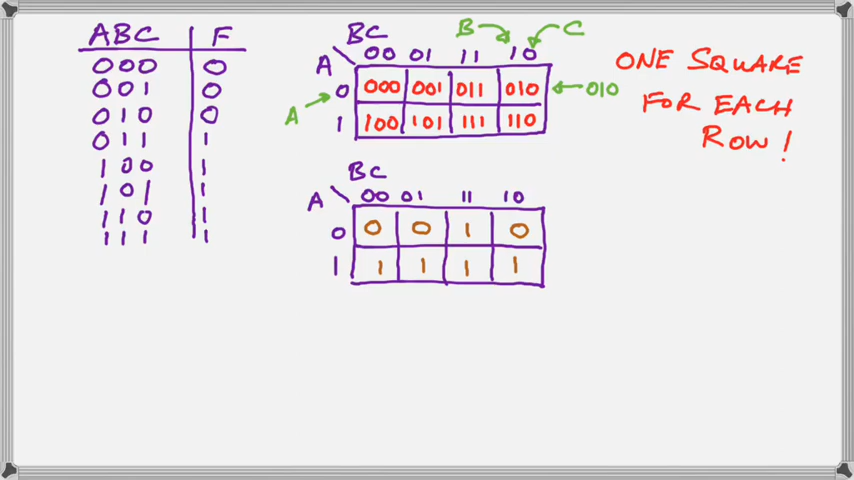 ABC F
000 0
001 0
010 0
011 1
100 1
101 1
110 1
111 1
B C
BC
A 00 01 11 10
A 0 000 001 011 010 010
1 100 101 111 110
ONE SQUARE
FOR EACH
ROW!
BC
A 00 01 11 10
0 0 0 1 0
1 1 1 1 1